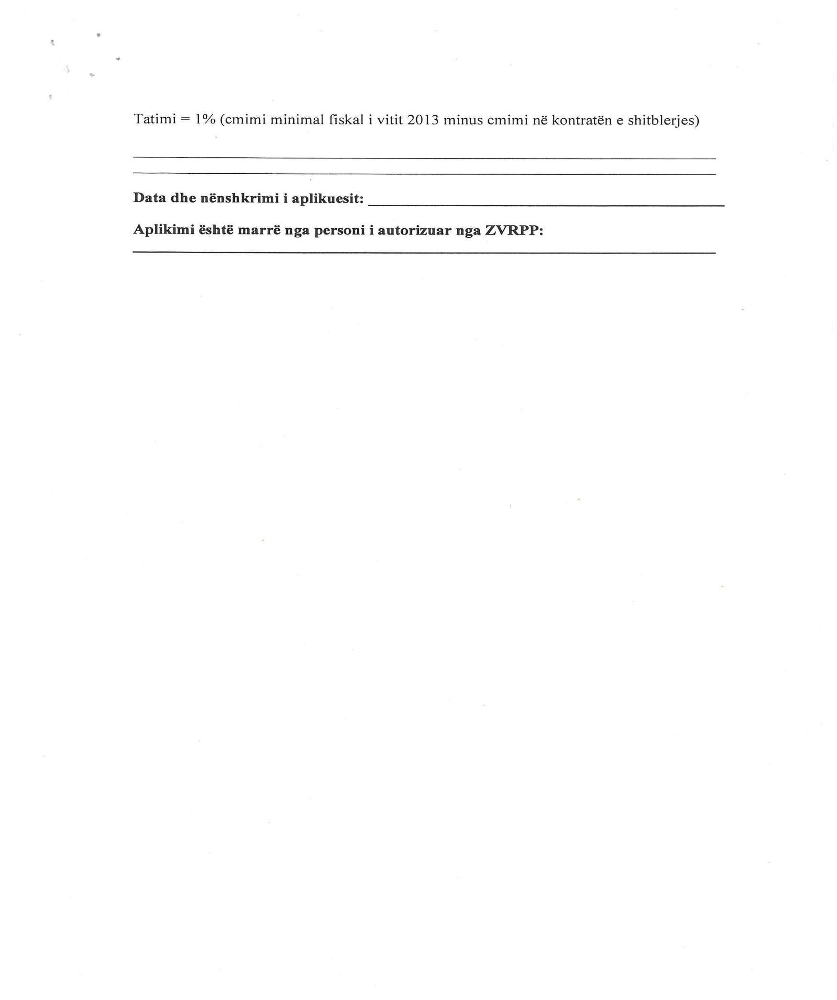 Tatimi = 1% (cmimi minimal fiskal i vitit 2013 minus cmimi në kontratën e shitblerjes)
Data dhe nënshkrimi i aplikuesit:
Aplikimi është marrë nga personi i autorizuar nga ZVRPP: